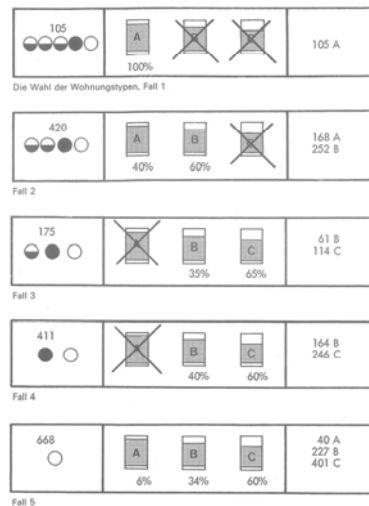 105
A
100%
105 A
Die Wahl der Wohnungstypen, Fall 1
420
A B
40% 60%
168 A
252 B
Fall 2
175
B C
35% 65%
61 B
114 C
Fall 3
411
B C
40% 60%
164 B
246 C
Fall 4
668
A B C
6% 34% 60%
40 A
227 B
401 C
Fall 5